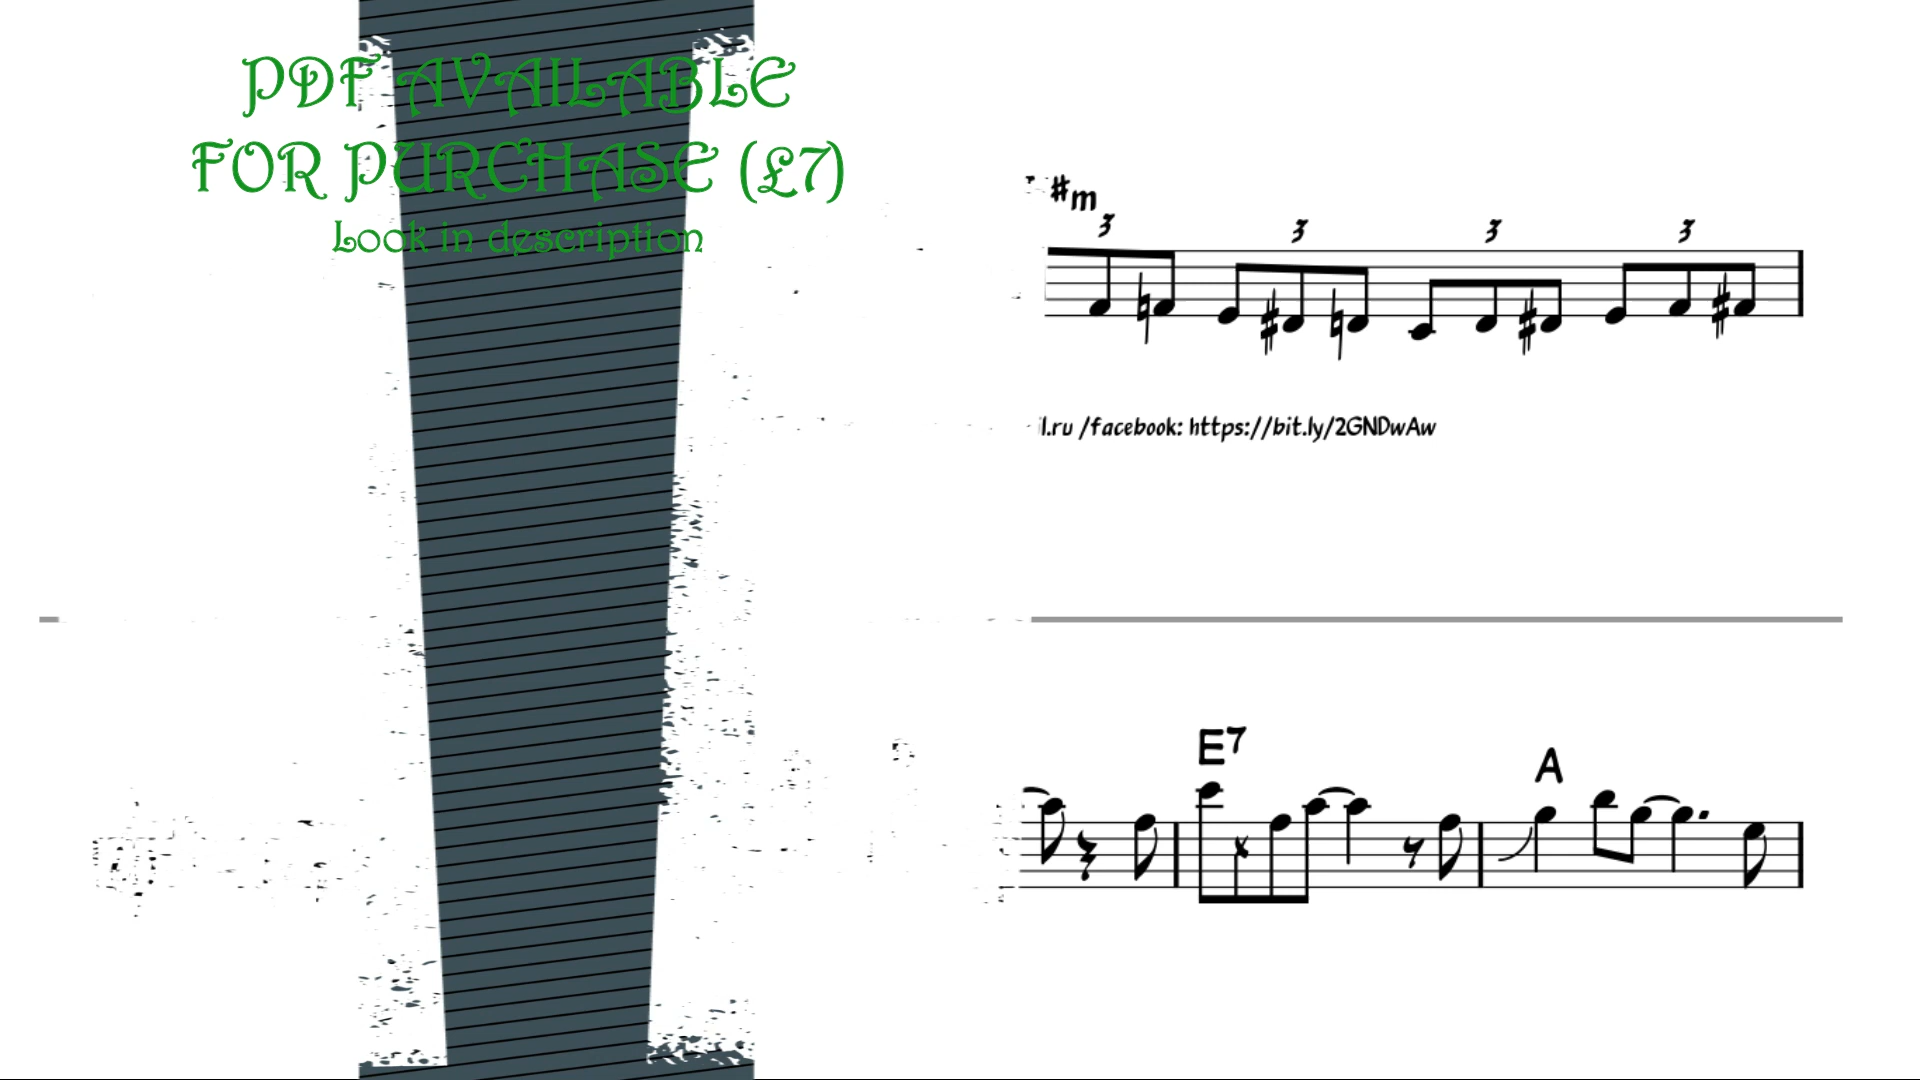 PDF AVAILABLE
FOR PURCHASE (£7)
Look in description
#m
3 3 3 3
il.ru /facebook: https://bit.ly/2GNDwAw
E7
A